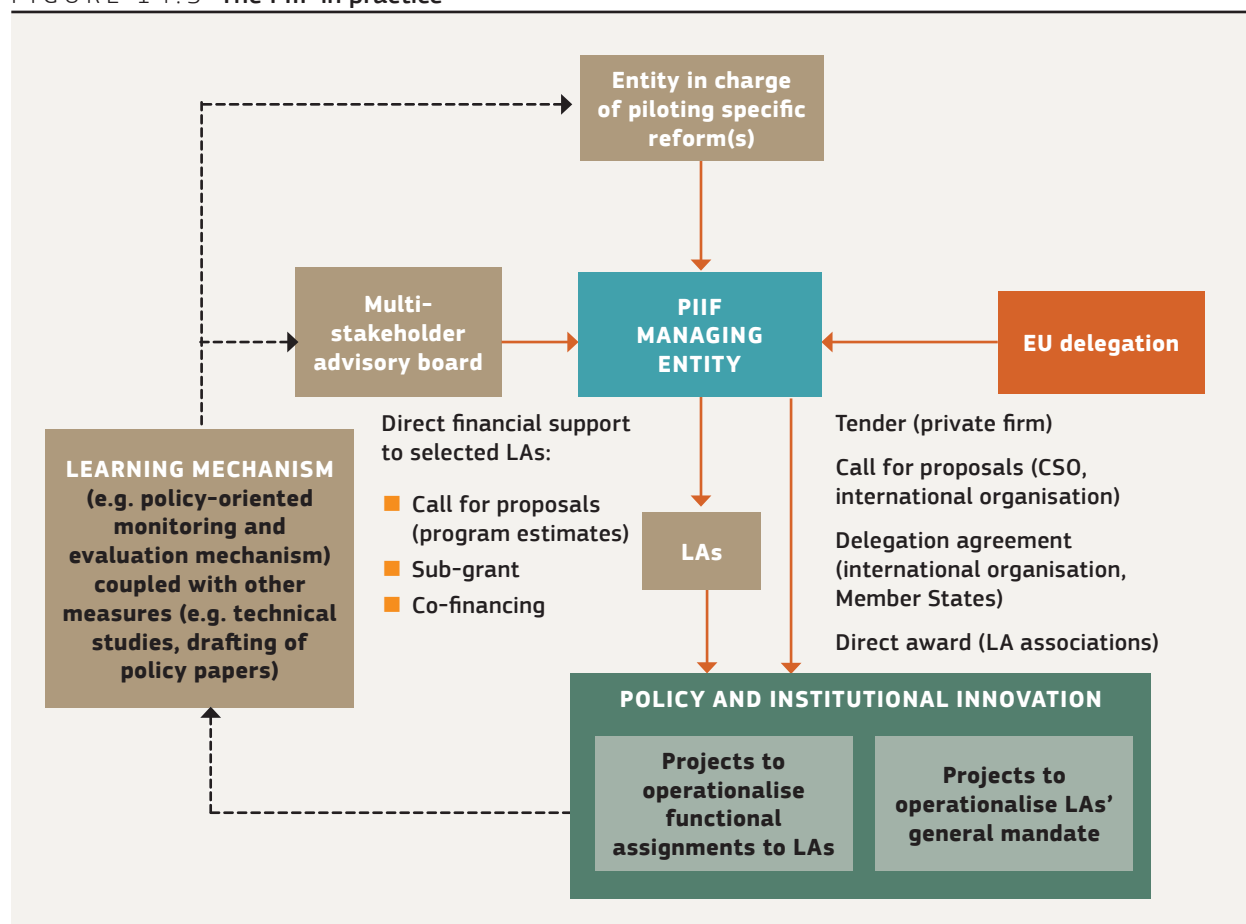 The PIIF in practice
Entity in charge
of piloting specific
reform(s)
Multi-
stakeholder
advisory board
PIIF
MANAGING
ENTITY
EU delegation
Direct financial support
to selected LAs:
Call for proposals
(program estimates)
Sub-grant
Co-financing
LAs
Tender (private firm)
Call for proposals (CSO,
international organisation)
Delegation agreement
(international organisation,
Member States)
Direct award (LA associations)
LEARNING MECHANISM
(e.g. policy-oriented
monitoring and
evaluation mechanism)
coupled with other
measures (e.g. technical
studies, drafting of
policy papers)
POLICY AND INSTITUTIONAL INNOVATION
Projects to
operationalise
functional
assignments to LAs
Projects to
operationalise LAs'
general mandate